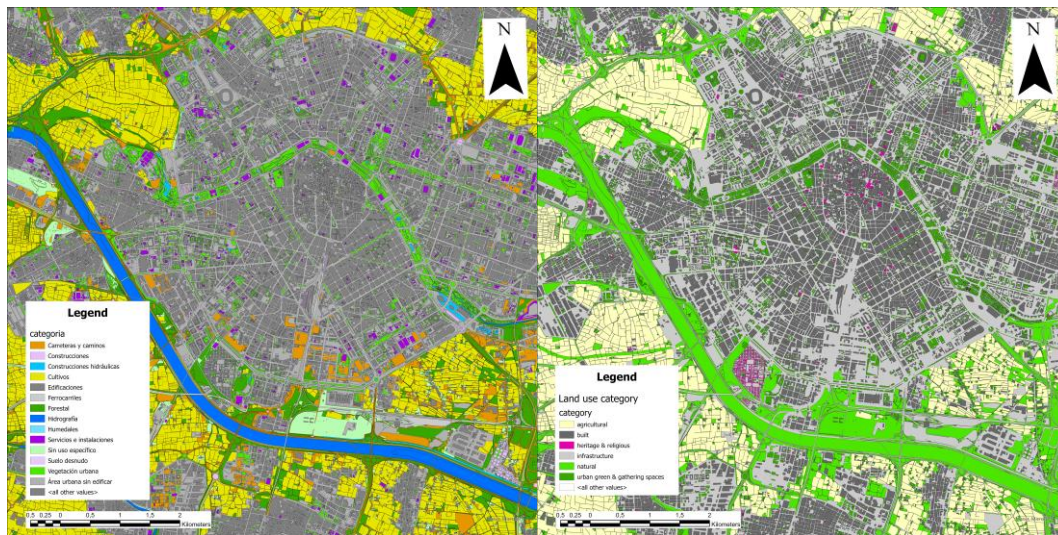 N
Legend
categoria
Carreteras y caminos
Construcciones
Construcciones hidráulicas
Cultivos
Edificaciones
Ferrocarriles
Forestal
Hidrografía
Humedales
Servicios e instalaciones
Sin uso específico
Suelo desnudo
Vegetación urbana
Área urbana sin edificar
<all other values>
0,5 0,25 0 0,5 1 1,5 2
Kilometers
N
Legend
Land use category
category
agricultural
built
heritage & religious
infrastructure
natural
urban green & gathering spaces
<all other values>
0,5 0,25 0 0,5 1 1,5 2
Kilometers